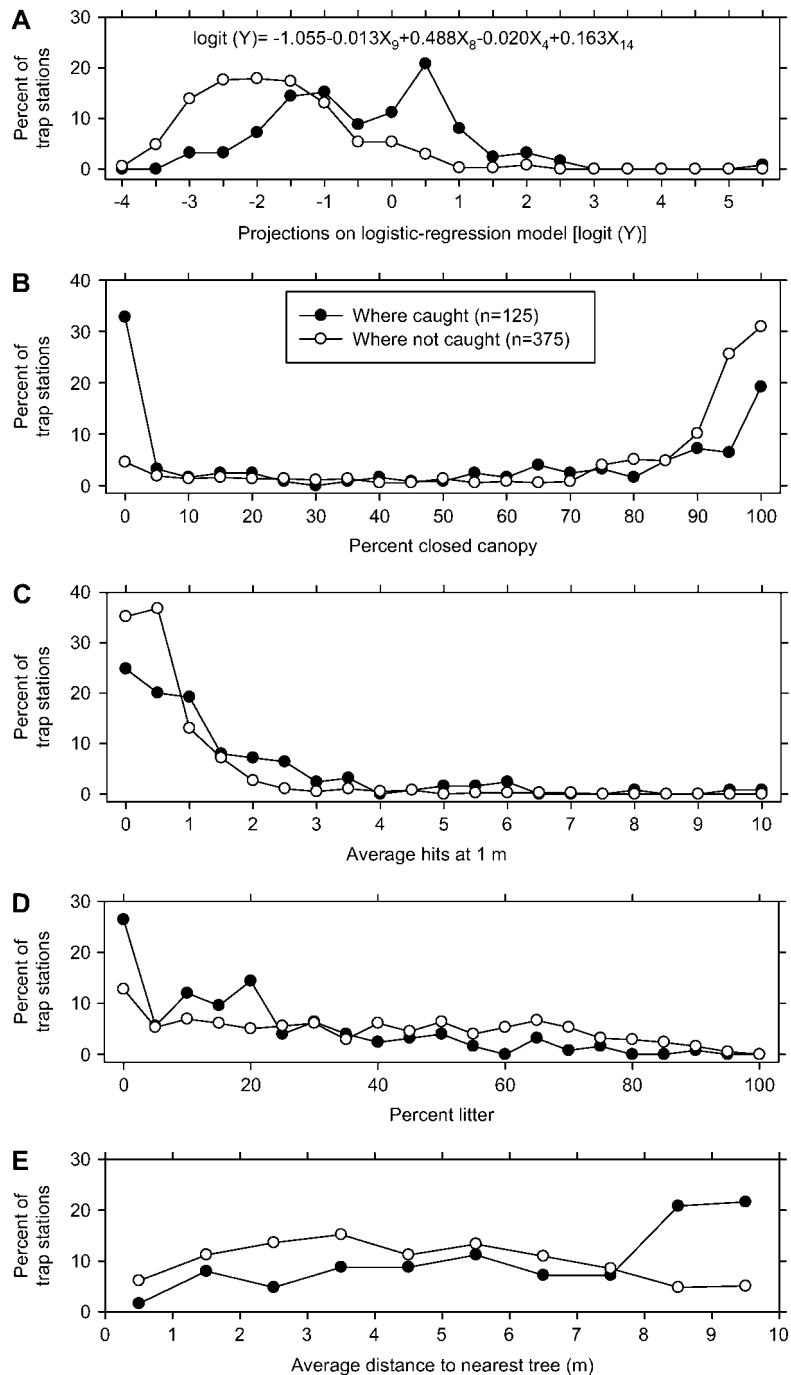 A
logit (Y)= -1.055-0.013X9+0.488X8-0.020X4+0.163X14
Percent of
trap stations
30
20
10
0
-4 -3 -2 -1 0 1 2 3 4 5
Projections on logistic-regression model [logit (Y)]
B
Where caught (n=125)
Where not caught (n=375)
Percent of
trap stations
40
30
20
10
0
0 10 20 30 40 50 60 70 80 90 100
Percent closed canopy
C
Percent of
trap stations
40
30
20
10
0
0 1 2 3 4 5 6 7 8 9 10
Average hits at 1 m
D
Percent of
trap stations
30
20
10
0
0 20 40 60 80 100
Percent litter
E
Percent of
trap stations
30
20
10
0
0 1 2 3 4 5 6 7 8 9 10
Average distance to nearest tree (m)